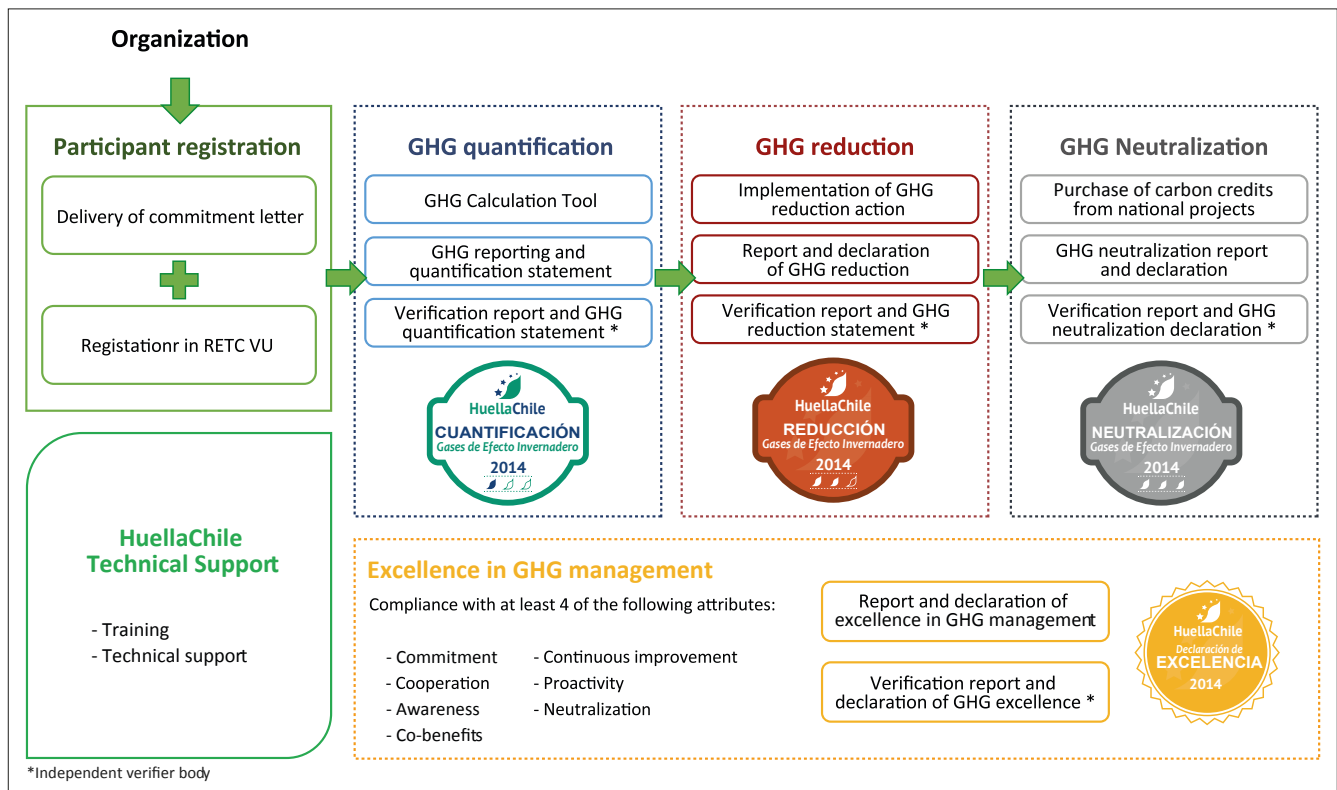 Organization
Participant registration
Delivery of commitment letter
Registationr in RETC VU
GHG quantification
GHG Calculation Tool
GHG reporting and
quantification statement
Verification report and GHG
quantification statement *
HuellaChile
CUANTIFICACIÓN
Gases de Efecto Invernadero
2014
GHG reduction
Implementation of GHG
reduction action
Report and declaration
of GHG reduction
Verification report and GHG
reduction statement *
HuellaChile
REDUCCIÓN
Gases de Efecto Invernadero
2014
GHG Neutralization
Purchase of carbon credits
from national projects
GHG neutralization report
and declaration
Verification report and GHG
neutralization declaration *
HuellaChile
NEUTRALIZACIÓN
Gases de Efecto Invernadero
2014
HuellaChile
Technical Support
- Training
- Technical support
Excellence in GHG management
Compliance with at least 4 of the following attributes:
- Commitment
- Cooperation
- Awareness
- Co-benefits
- Continuous improvement
- Proactivity
- Neutralization
Report and declaration of
excellence in GHG management
Verification report and
declaration of GHG excellence *
HuellaChile
Declaración de
EXCELENCIA
2014
*Independent verifier body